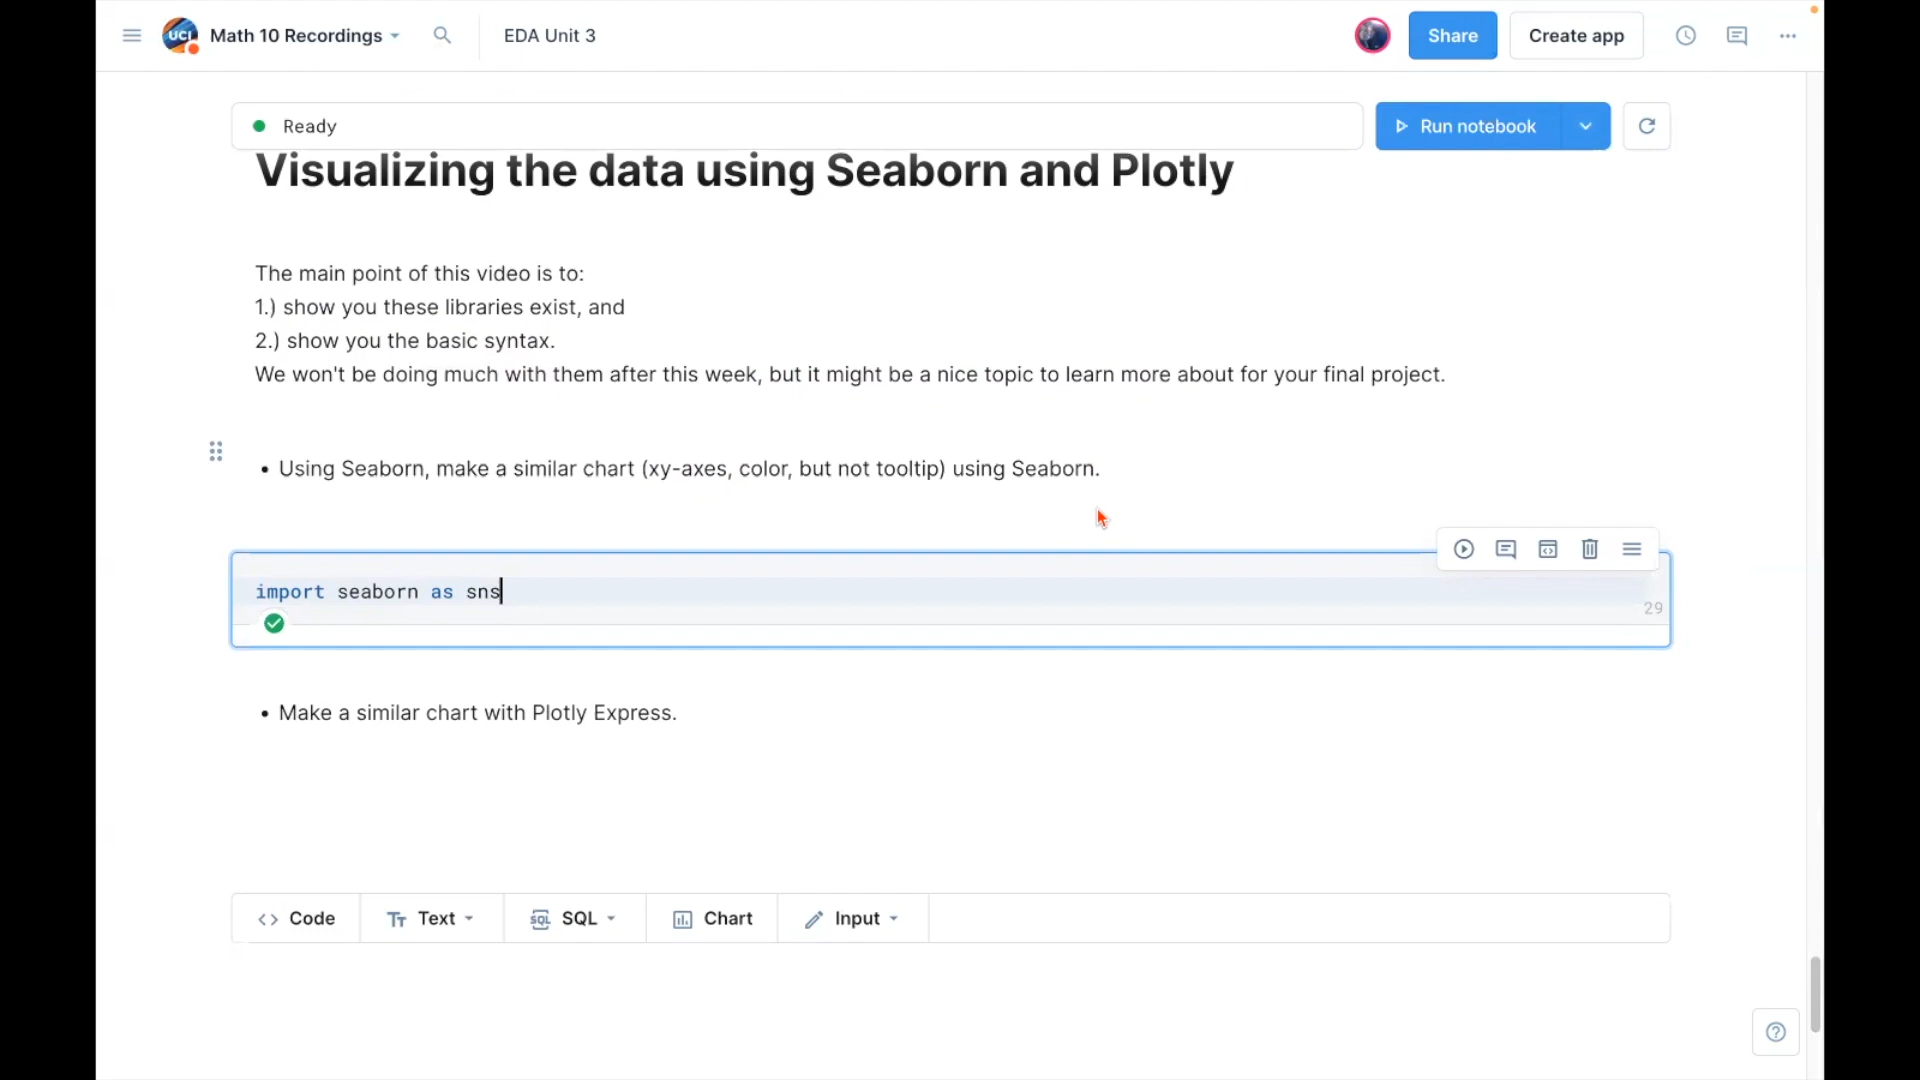 UCI Math 10 Recordings
EDA Unit 3
Share
Create app
Ready
Run notebook
Visualizing the data using Seaborn and Plotly
The main point of this video is to:
1.) show you these libraries exist, and
2.) show you the basic syntax.
We won't be doing much with them after this week, but it might be a nice topic to learn more about for your final project.
• Using Seaborn, make a similar chart (xy-axes, color, but not tooltip) using Seaborn.
import seaborn as sns
29
• Make a similar chart with Plotly Express.
Code
Tт Text
SQL SQL
Chart
Input